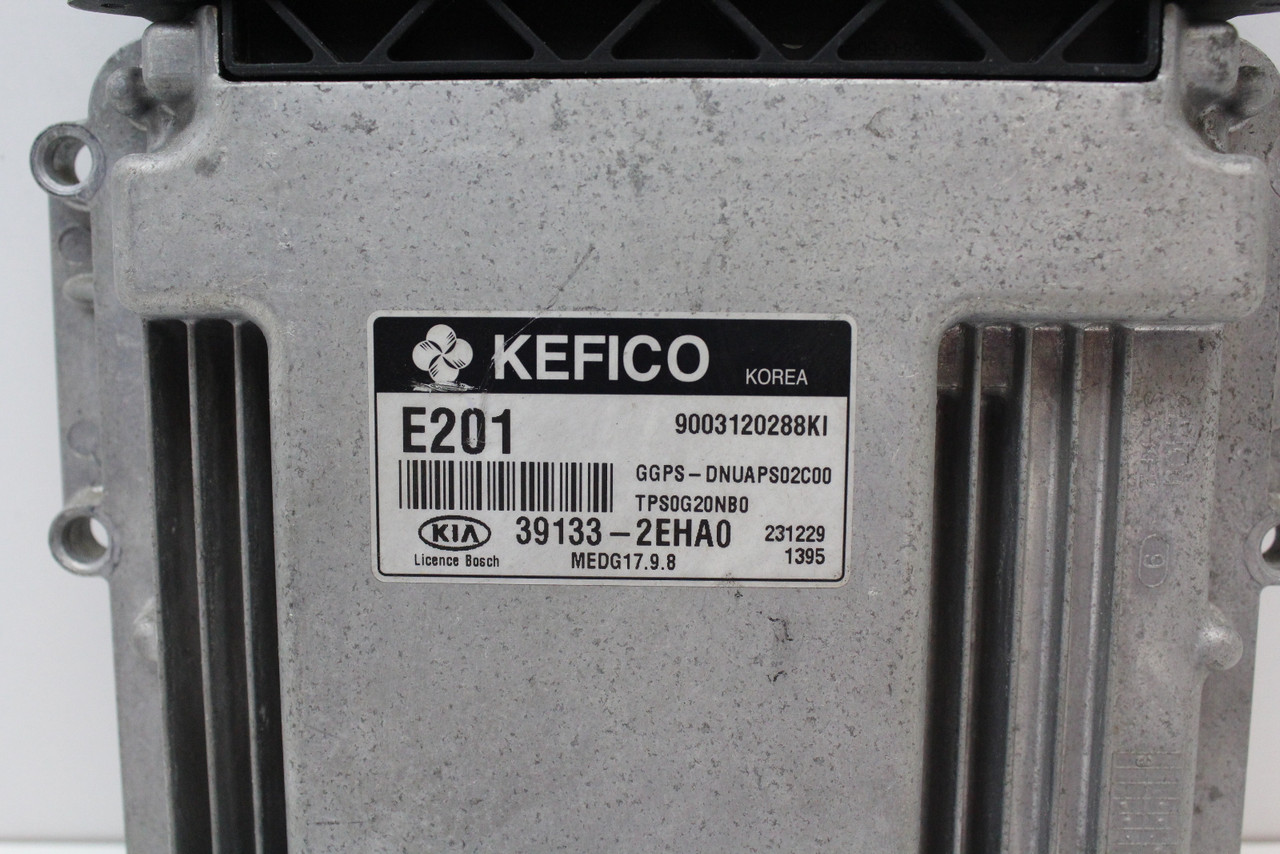 KEFICO KOREA
E201 9003120288KI
GGPS-DNUAPS02C00
TPS0G20NB0
KIA 39133-2EHA0 231229
Licence Bosch MEDG17.9.8 1395